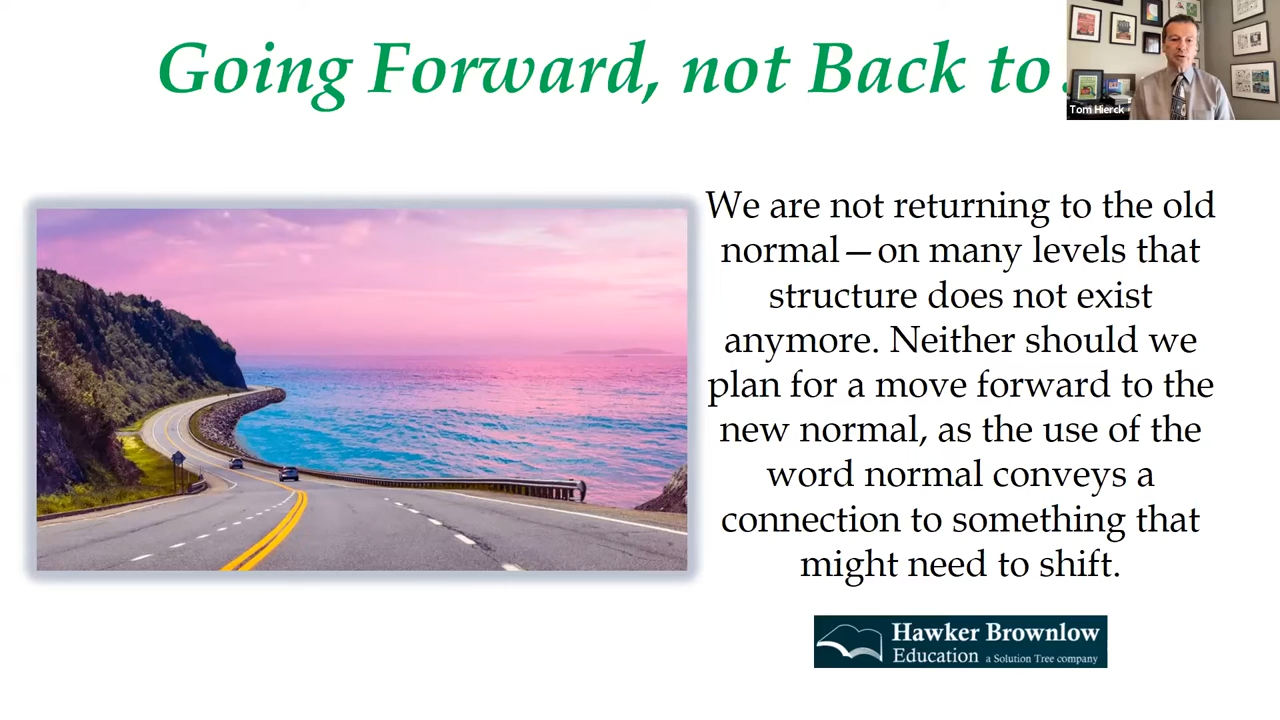 Going Forward, not Back to
Tom Hierck
We are not returning to the old
normal—on many levels that
structure does not exist
anymore. Neither should we
plan for a move forward to the
new normal, as the use of the
word normal conveys a
connection to something that
might need to shift.
Hawker Brownlow
Education a Solution Tree company